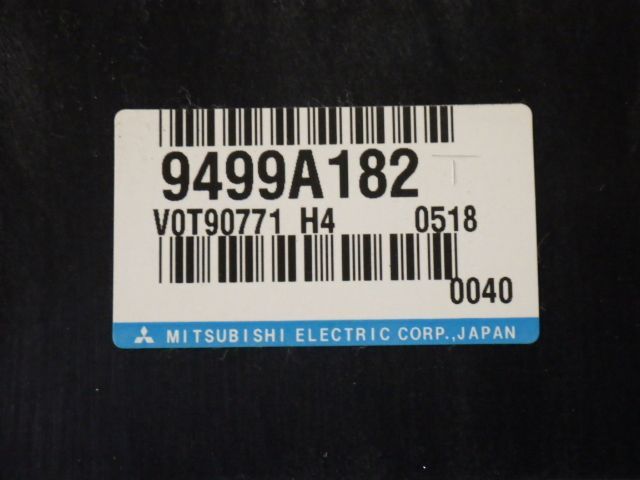 9499A182
V0T90771 H4 0518
0040
MITSUBISHI ELECTRIC CORP.,JAPAN